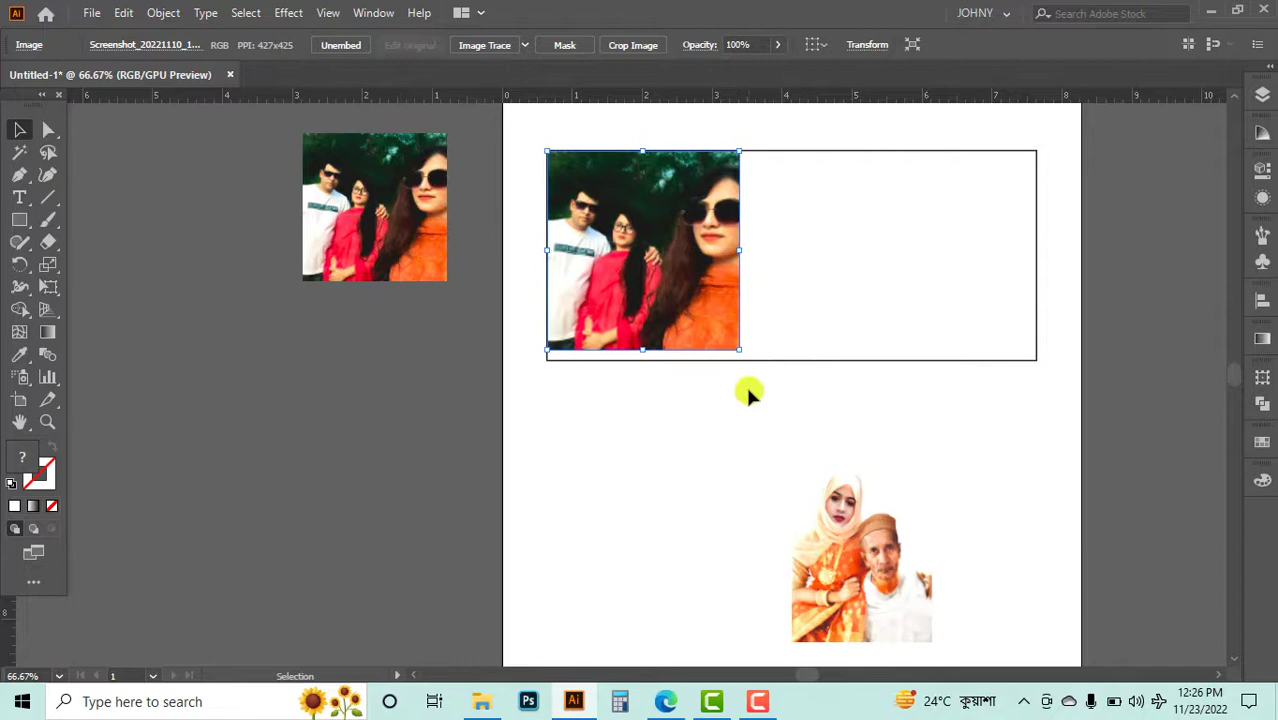 Ai File Edit Object Type Select Effect View Window Help JOHNY Search Adobe Stock
Image Screenshot_20221110_1... RGB PPI: 427x425 Unembed Edit original Image Trace Mask Crop Image Opacity: 100% Transform
Untitled-1* @ 66.67% (RGB/GPU Preview)
6 5 4 3 2 1 0 1 2 3 4 5 6 7 8 9 10
T
?
8
66.67% 1 Selection
Type here to search Ps Ai 24°C কুয়াশা 12:26 PM
11/23/2022